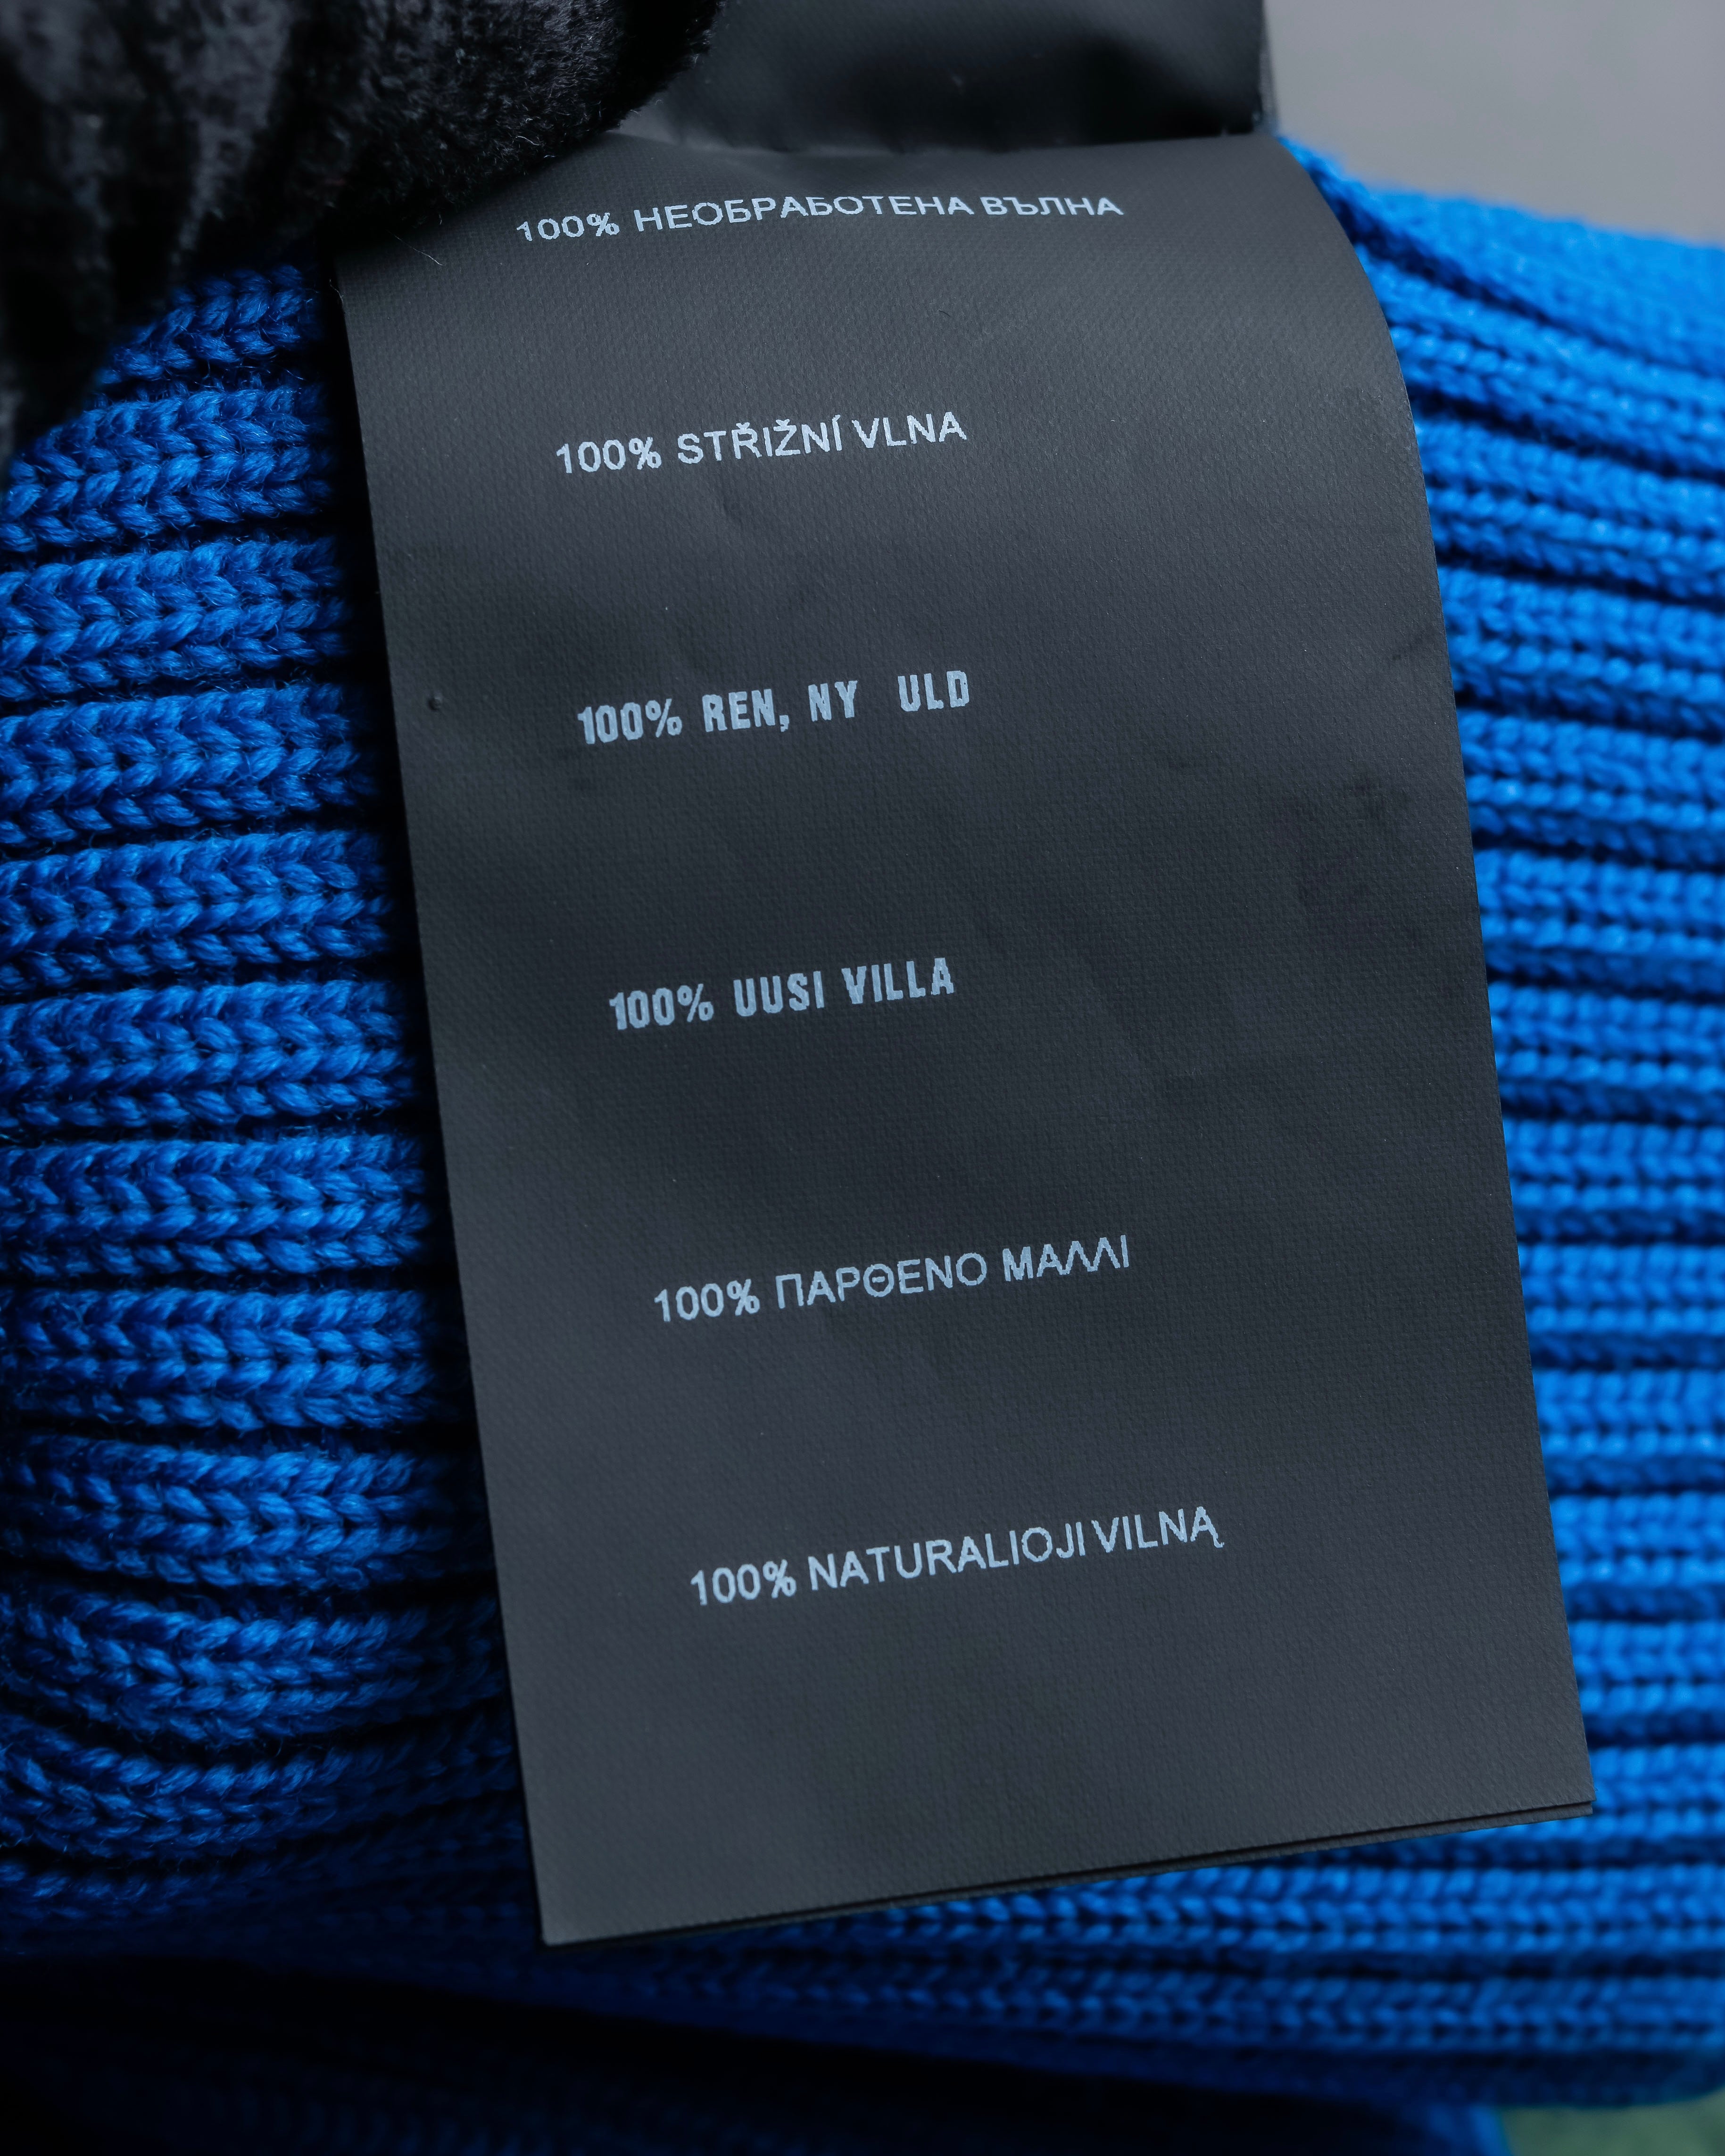 100% НЕОБРАБОТЕНА ВЪЛНА
100% STŘIŽNÍ VLNA
100% REN, NY ULD
100% UUSI VILLA
100% ΠΑΡΘΕΝΟ ΜΑΛΛΙ
100% NATURALIOJI VILNĄ